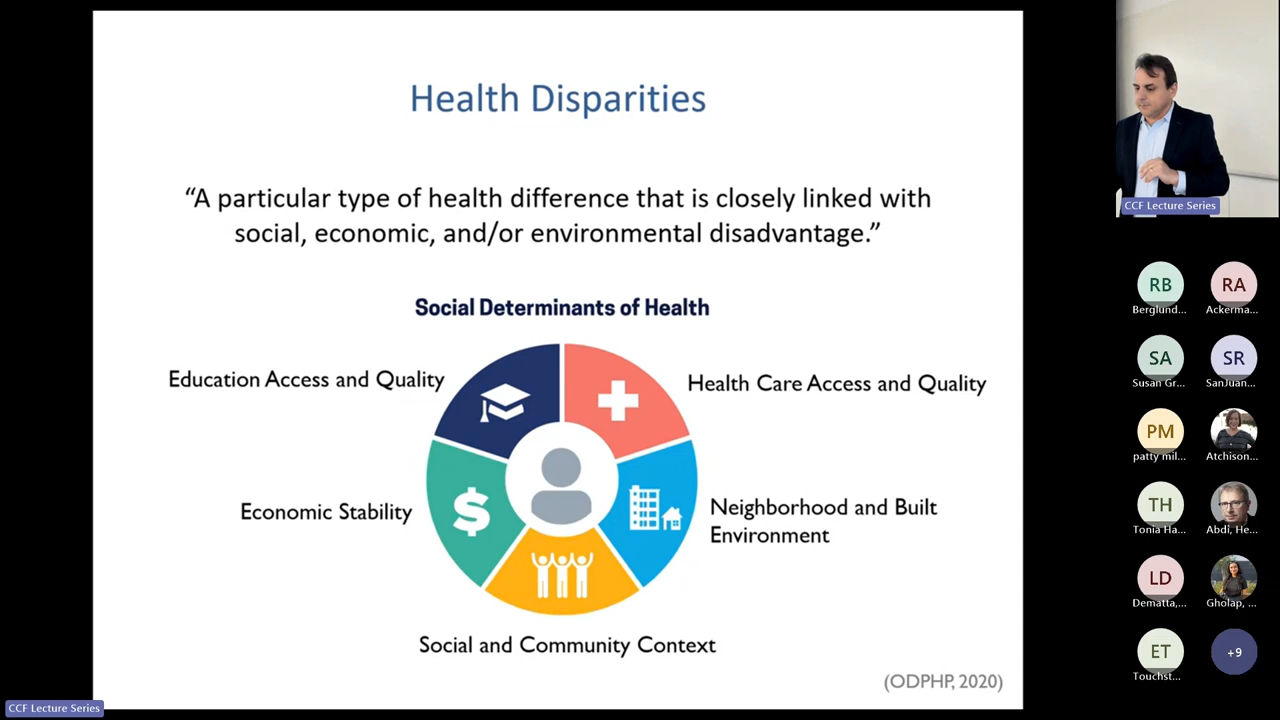 Health Disparities
“A particular type of health difference that is closely linked with
social, economic, and/or environmental disadvantage.”
Social Determinants of Health
Education Access and Quality
Health Care Access and Quality
Economic Stability
Neighborhood and Built
Environment
Social and Community Context
(ODPHP, 2020)
CCF Lecture Series
CCF Lecture Series
RB
Berglund...
RA
Ackerma...
SA
Susan Gr...
SR
SanJuan...
PM
patty mil...
Atchison...
TH
Tonia Ha...
Abdi, He...
LD
Dematta,...
Gholap, ...
ET
Touchst...
+9